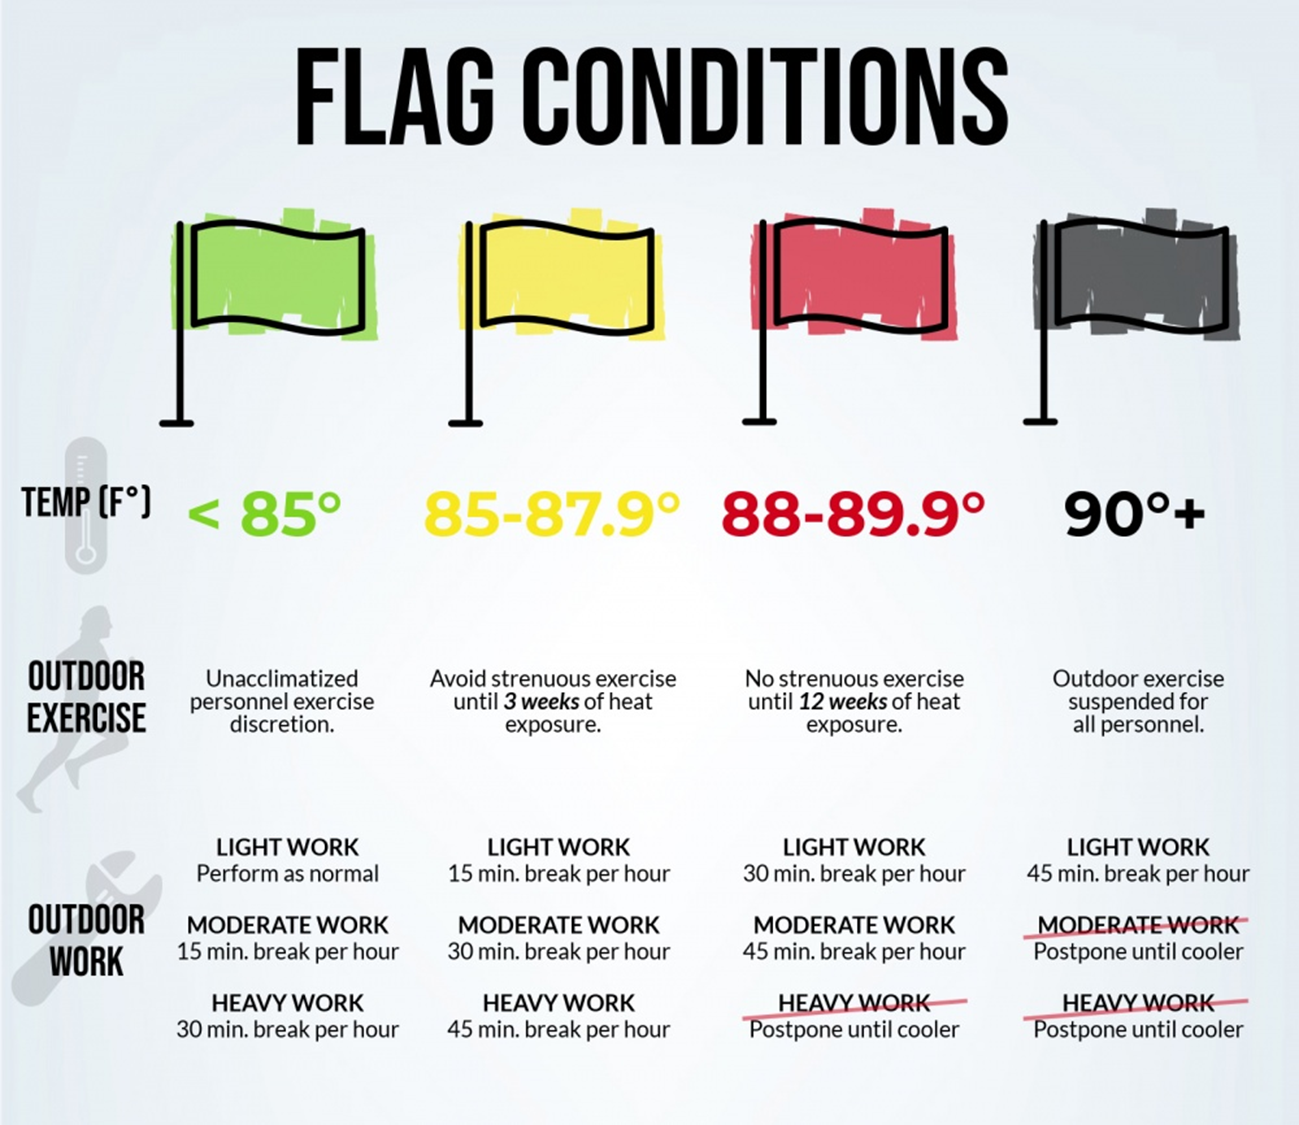 FLAG CONDITIONS
TEMP (F°)
< 85°
85-87.9°
88-89.9°
90°+
OUTDOOR
EXERCISE
Unacclimatized
personnel exercise
discretion.
Avoid strenuous exercise
until 3 weeks of heat
exposure.
No strenuous exercise
until 12 weeks of heat
exposure.
Outdoor exercise
suspended for
all personnel.
OUTDOOR
WORK
LIGHT WORK
Perform as normal
MODERATE WORK
15 min. break per hour
HEAVY WORK
30 min. break per hour
LIGHT WORK
15 min. break per hour
MODERATE WORK
30 min. break per hour
HEAVY WORK
45 min. break per hour
LIGHT WORK
30 min. break per hour
MODERATE WORK
45 min. break per hour
HEAVY WORK
Postpone until cooler
LIGHT WORK
45 min. break per hour
MODERATE WORK
Postpone until cooler
HEAVY WORK
Postpone until cooler